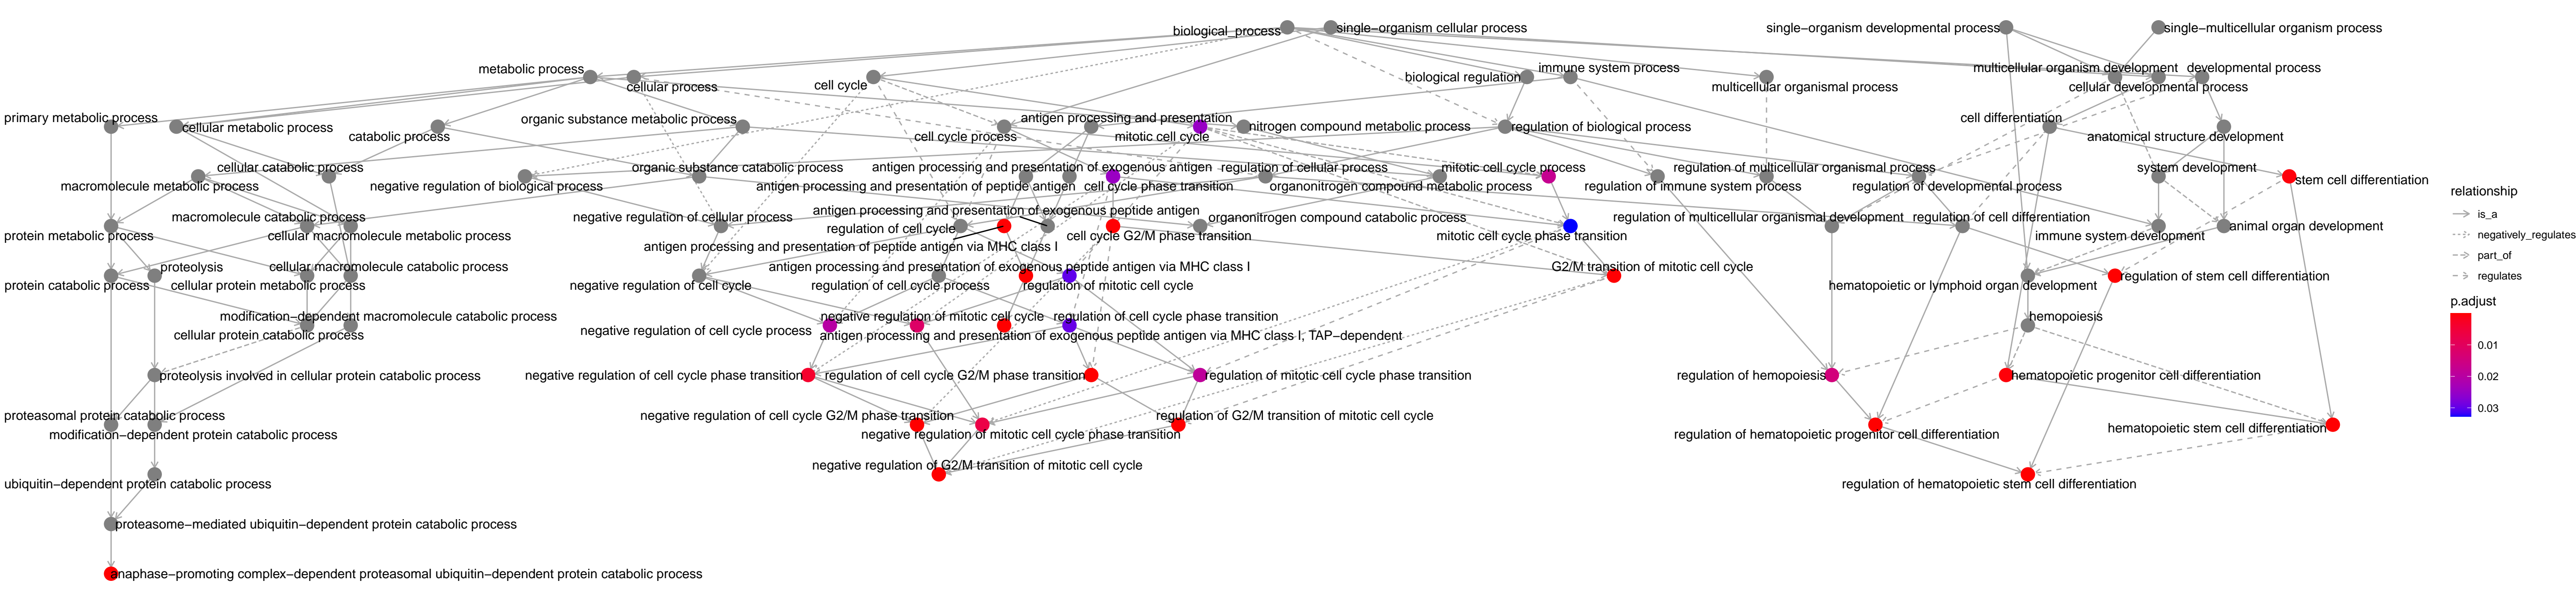 biological_process
single−organism cellular process
single−organism developmental process
single−multicellular organism process
metabolic process
cellular process
cell cycle
biological regulation
immune system process
multicellular organismal process
multicellular organism development
developmental process
cellular developmental process
primary metabolic process
cellular metabolic process
catabolic process
organic substance metabolic process
cell cycle process
antigen processing and presentation
mitotic cell cycle
nitrogen compound metabolic process
regulation of biological process
cell differentiation
anatomical structure development
macromolecule metabolic process
cellular catabolic process
negative regulation of biological process
organic substance catabolic process
antigen processing and presentation of exogenous antigen
antigen processing and presentation of peptide antigen
cell cycle phase transition
regulation of cellular process
organonitrogen compound metabolic process
mitotic cell cycle process
regulation of immune system process
regulation of multicellular organismal process
regulation of developmental process
system development
stem cell differentiation
protein metabolic process
macromolecule catabolic process
cellular macromolecule metabolic process
negative regulation of cellular process
regulation of cell cycle
antigen processing and presentation of exogenous peptide antigen
antigen processing and presentation of peptide antigen via MHC class I
cell cycle G2/M phase transition
organonitrogen compound catabolic process
mitotic cell cycle phase transition
regulation of multicellular organismal development
regulation of cell differentiation
immune system development
animal organ development
protein catabolic process
proteolysis
cellular macromolecule catabolic process
cellular protein metabolic process
negative regulation of cell cycle
antigen processing and presentation of exogenous peptide antigen via MHC class I
regulation of cell cycle process
regulation of mitotic cell cycle
G2/M transition of mitotic cell cycle
hematopoietic or lymphoid organ development
regulation of stem cell differentiation
modification−dependent macromolecule catabolic process
cellular protein catabolic process
negative regulation of cell cycle process
negative regulation of mitotic cell cycle
regulation of cell cycle phase transition
antigen processing and presentation of exogenous peptide antigen via MHC class I, TAP−dependent
hemopoiesis
proteolysis involved in cellular protein catabolic process
negative regulation of cell cycle phase transition
regulation of cell cycle G2/M phase transition
regulation of mitotic cell cycle phase transition
regulation of hemopoiesis
hematopoietic progenitor cell differentiation
proteasomal protein catabolic process
modification−dependent protein catabolic process
negative regulation of cell cycle G2/M phase transition
negative regulation of mitotic cell cycle phase transition
regulation of G2/M transition of mitotic cell cycle
regulation of hematopoietic progenitor cell differentiation
hematopoietic stem cell differentiation
ubiquitin−dependent protein catabolic process
negative regulation of G2/M transition of mitotic cell cycle
regulation of hematopoietic stem cell differentiation
proteasome−mediated ubiquitin−dependent protein catabolic process
anaphase−promoting complex−dependent proteasomal ubiquitin−dependent protein catabolic process
relationship
is_a
negatively_regulates
part_of
regulates
p.adjust
0.01
0.02
0.03